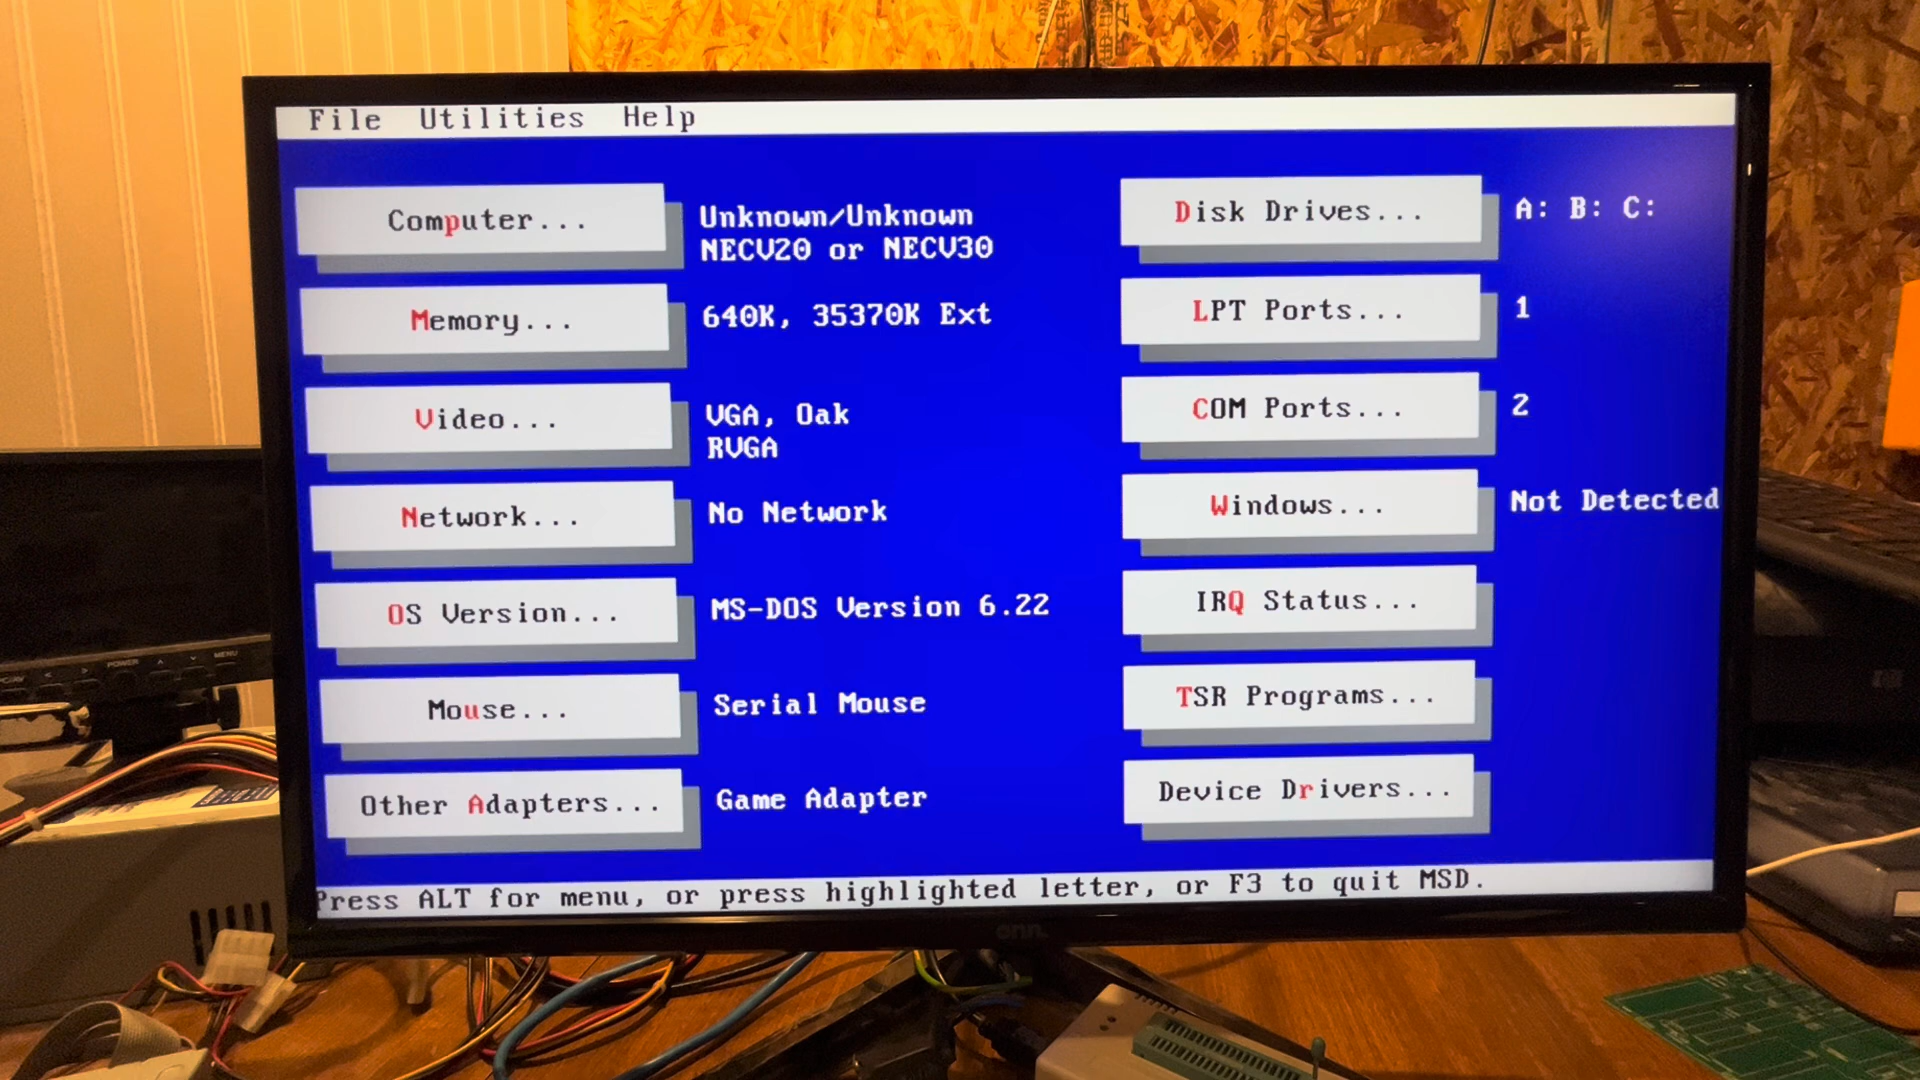 File Utilities Help
Computer... Unknown/Unknown
NECV20 or NECV30
Disk Drives... A: B: C:
Memory... 640K, 35370K Ext
LPT Ports... 1
Video... VGA, Oak
RVGA
COM Ports... 2
Network... No Network
Windows... Not Detected
OS Version... MS-DOS Version 6.22
IRQ Status...
Mouse... Serial Mouse
TSR Programs...
Other Adapters... Game Adapter
Device Drivers...
Press ALT for menu, or press highlighted letter, or F3 to quit MSD.
onn.
POWER
MENU